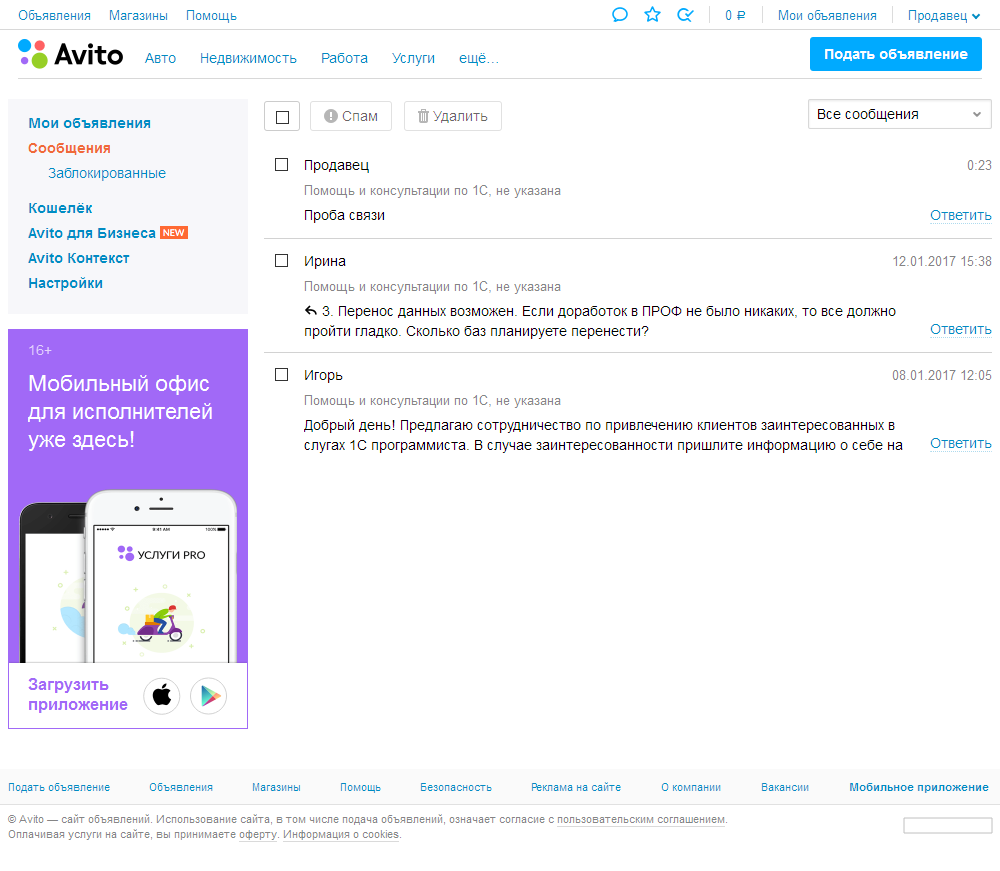 Объявления Магазины Помощь 0 ₽ Мои объявления Продавец
Avito Авто Недвижимость Работа Услуги ещё... Подать объявление
Мои объявления
Сообщения
Заблокированные
Кошелёк
Avito для Бизнеса NEW
Avito Контекст
Настройки
16+
Мобильный офис
для исполнителей
уже здесь!
9:41 AM 100%
УСЛУГИ PRO
Загрузить
приложение
Спам Удалить Все сообщения
Продавец 0:23
Помощь и консультации по 1С, не указана
Проба связи Ответить
Ирина 12.01.2017 15:38
Помощь и консультации по 1С, не указана
3. Перенос данных возможен. Если доработок в ПРОФ не было никаких, то все должно
пройти гладко. Сколько баз планируете перенести? Ответить
Игорь 08.01.2017 12:05
Помощь и консультации по 1С, не указана
Добрый день! Предлагаю сотрудничество по привлечению клиентов заинтересованных в
слугах 1С программиста. В случае заинтересованности пришлите информацию о себе на Ответить
Подать объявление Объявления Магазины Помощь Безопасность Реклама на сайте О компании Вакансии Мобильное приложение
© Avito — сайт объявлений. Использование сайта, в том числе подача объявлений, означает согласие с пользовательским соглашением.
Оплачивая услуги на сайте, вы принимаете оферту. Информация о cookies.